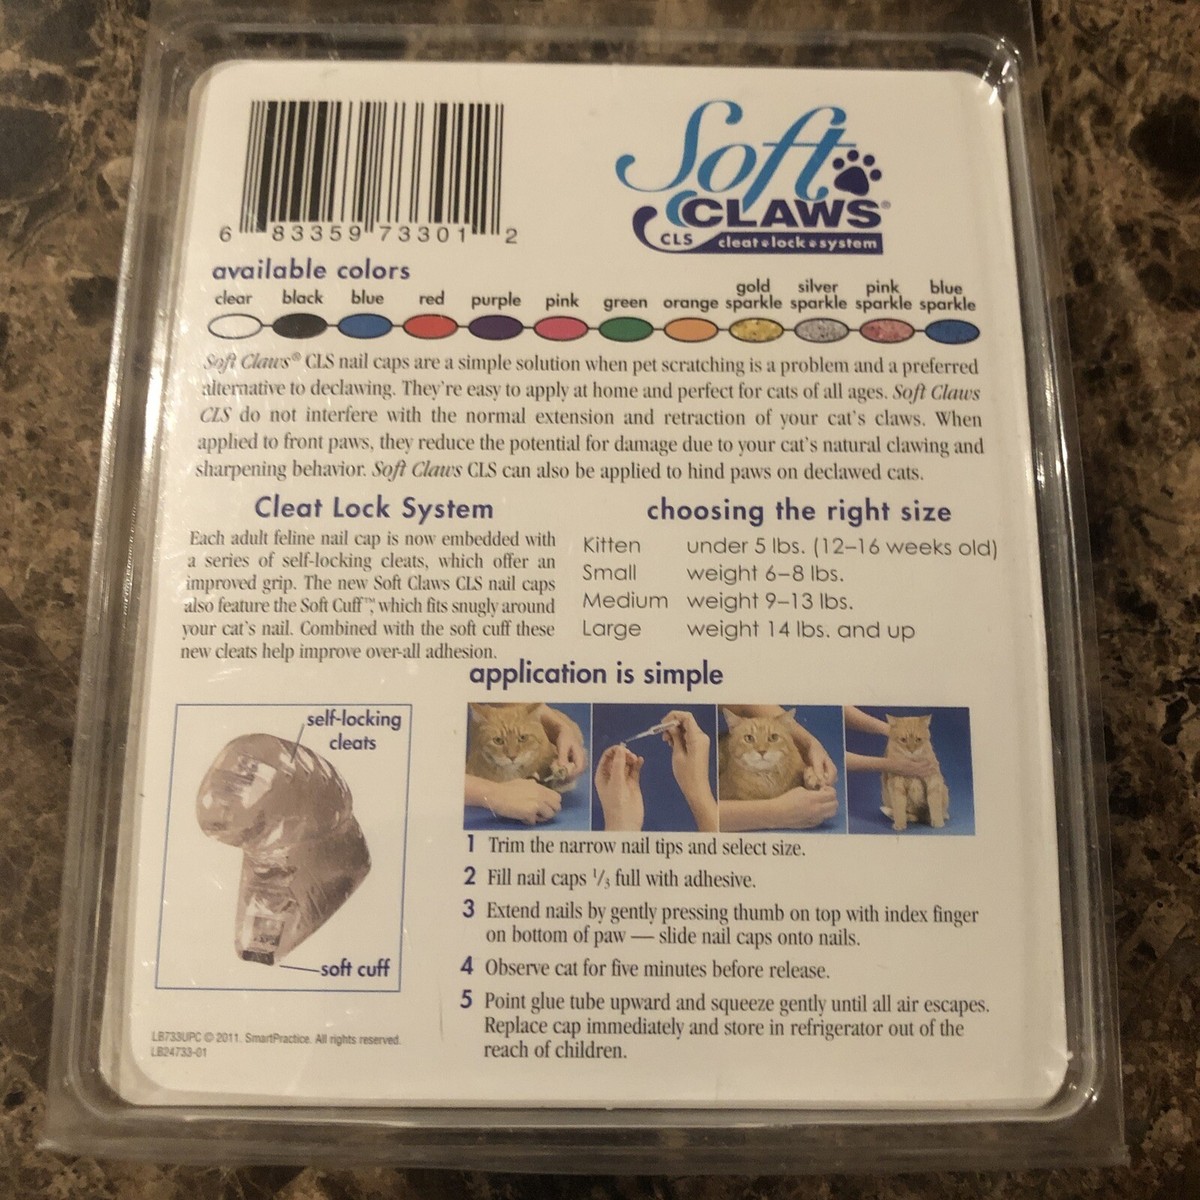 6 83359 73301 2
Soft
CLAWS®
CLS cleat•lock•system
available colors
clear black blue red purple pink green orange gold sparkle silver sparkle pink sparkle blue sparkle
Soft Claws® CLS nail caps are a simple solution when pet scratching is a problem and a preferred
alternative to declawing. They're easy to apply at home and perfect for cats of all ages. Soft Claws
CLS do not interfere with the normal extension and retraction of your cat's claws. When
applied to front paws, they reduce the potential for damage due to your cat's natural clawing and
sharpening behavior. Soft Claws CLS can also be applied to hind paws on declawed cats.
Cleat Lock System
Each adult feline nail cap is now embedded with
a series of self-locking cleats, which offer an
improved grip. The new Soft Claws CLS nail caps
also feature the Soft Cuff™, which fits snugly around
your cat's nail. Combined with the soft cuff these
new cleats help improve over-all adhesion.
choosing the right size
Kitten under 5 lbs. (12–16 weeks old)
Small weight 6–8 lbs.
Medium weight 9–13 lbs.
Large weight 14 lbs. and up
self-locking
cleats
soft cuff
application is simple
1 Trim the narrow nail tips and select size.
2 Fill nail caps 1/3 full with adhesive.
3 Extend nails by gently pressing thumb on top with index finger
on bottom of paw — slide nail caps onto nails.
4 Observe cat for five minutes before release.
5 Point glue tube upward and squeeze gently until all air escapes.
Replace cap immediately and store in refrigerator out of the
reach of children.
LB733UPC © 2011. SmartPractice. All rights reserved.
LB24733-01